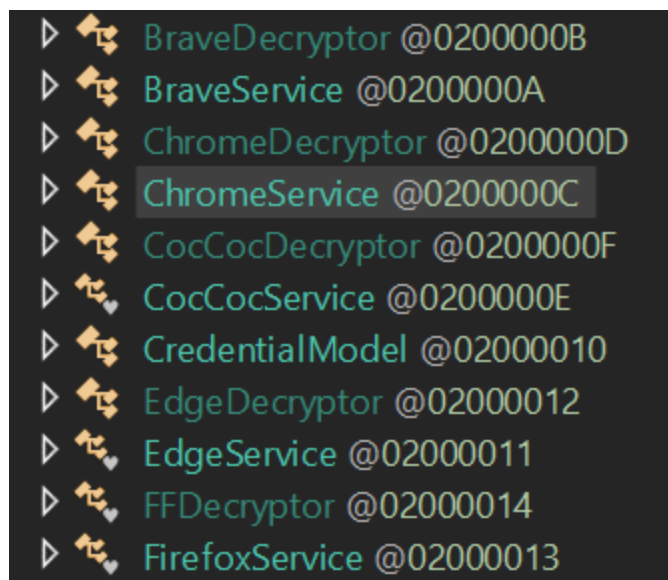 BraveDecryptor @0200000B
BraveService @0200000A
ChromeDecryptor @0200000D
ChromeService @0200000C
CocCocDecryptor @0200000F
CocCocService @0200000E
CredentialModel @02000010
EdgeDecryptor @02000012
EdgeService @02000011
FFDecryptor @02000014
FirefoxService @02000013